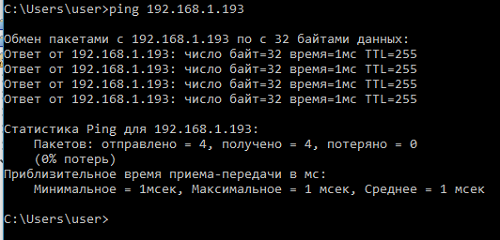 C:\Users\user>ping 192.168.1.193
Обмен пакетами с 192.168.1.193 по с 32 байтами данных:
Ответ от 192.168.1.193: число байт=32 время=1мс TTL=255
Ответ от 192.168.1.193: число байт=32 время=1мс TTL=255
Ответ от 192.168.1.193: число байт=32 время=1мс TTL=255
Ответ от 192.168.1.193: число байт=32 время=1мс TTL=255
Статистика Ping для 192.168.1.193:
Пакетов: отправлено = 4, получено = 4, потеряно = 0
(0% потерь)
Приблизительное время приема-передачи в мс:
Минимальное = 1мсек, Максимальное = 1 мсек, Среднее = 1 мсек
C:\Users\user>